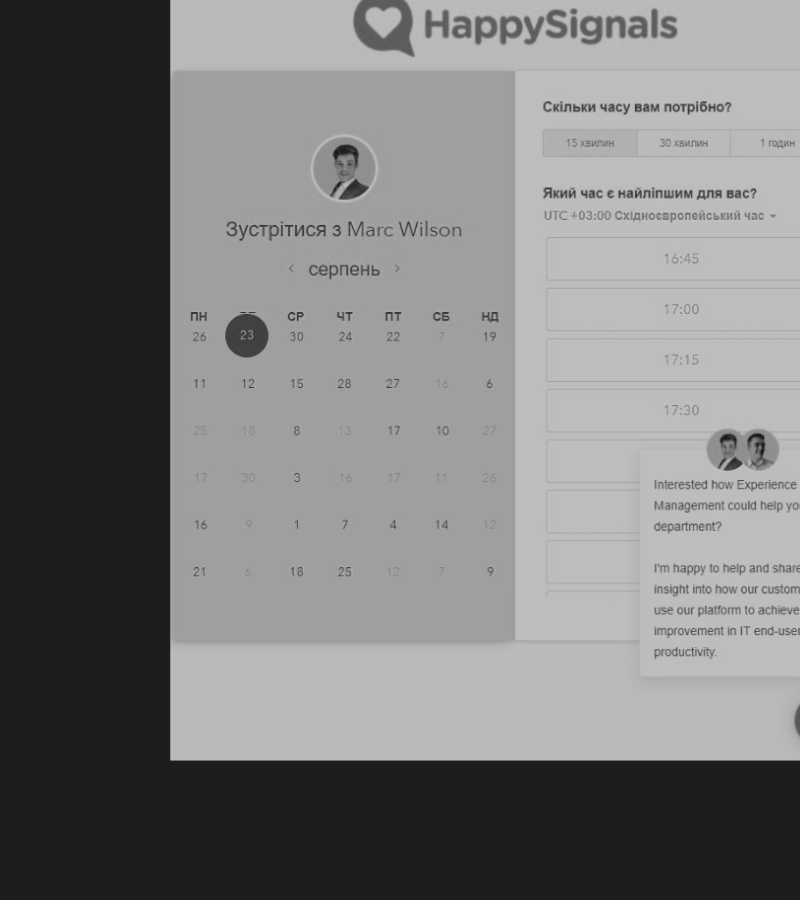 HappySignals
Зустрітися з Marc Wilson
серпень
ПН СР ЧТ ПТ СБ НД
26 23 30 24 22 7 19
11 12 15 28 27 16 6
25 18 8 13 17 10 27
17 30 3 16 17 11 26
16 9 1 7 4 14 12
21 6 18 25 12 7 9
Скільки часу вам потрібно?
15 хвилин 30 хвилин 1 годин
Який час є найліпшим для вас?
UTC +03:00 Східноєвропейський час
16:45
17:00
17:15
17:30
Interested how Experience
Management could help yo
department?
I'm happy to help and share
insight into how our custom
use our platform to achieve
improvement in IT end-user
productivity.